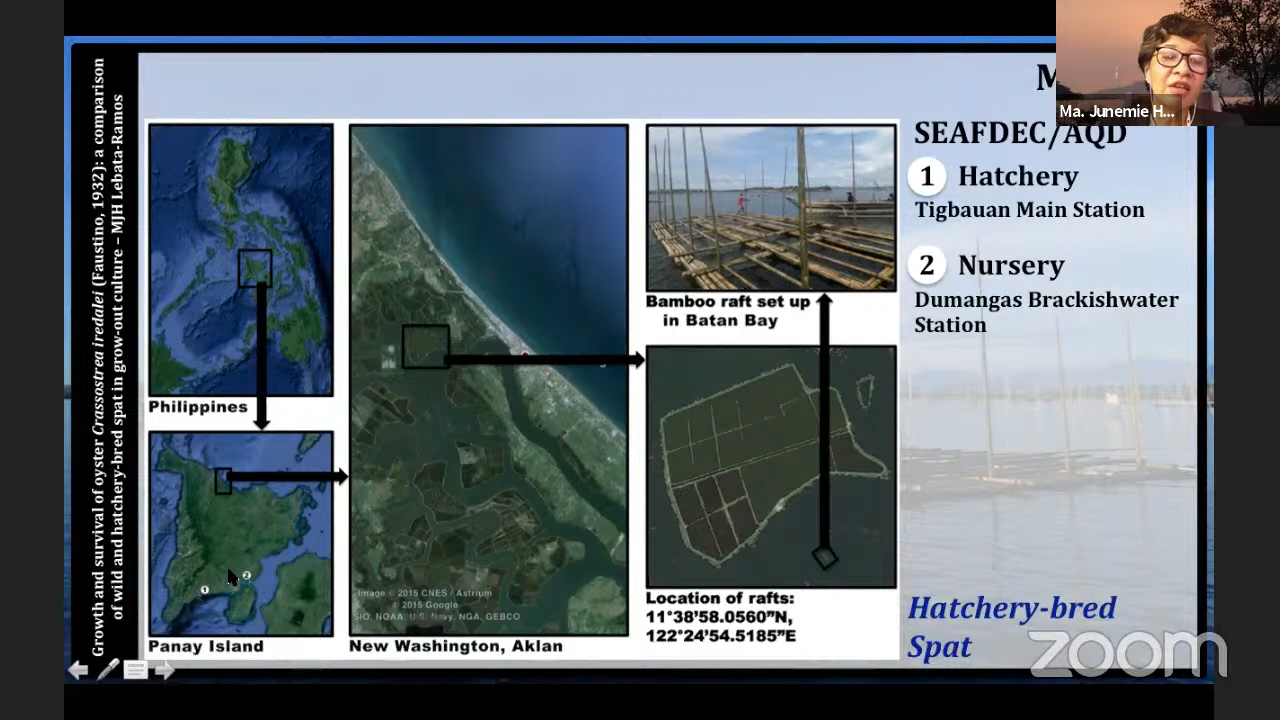 Growth and survival of oyster Crassostrea iredalei (Faustino, 1932): a comparison
of wild and hatchery-bred spat in grow-out culture – MJH Lebata-Ramos
M
Ma. Junemie H...
SEAFDEC/AQD
1 Hatchery
Tigbauan Main Station
2 Nursery
Dumangas Brackishwater
Station
Philippines
Bamboo raft set up
in Batan Bay
1
2
Panay Island
Image © 2015 CNES / Astrium
© 2015 Google
SIO, NOAA, U.S. Navy, NGA, GEBCO
New Washington, Aklan
Location of rafts:
11°38'58.0560"N,
122°24'54.5185"E
Hatchery-bred
Spat
zoom